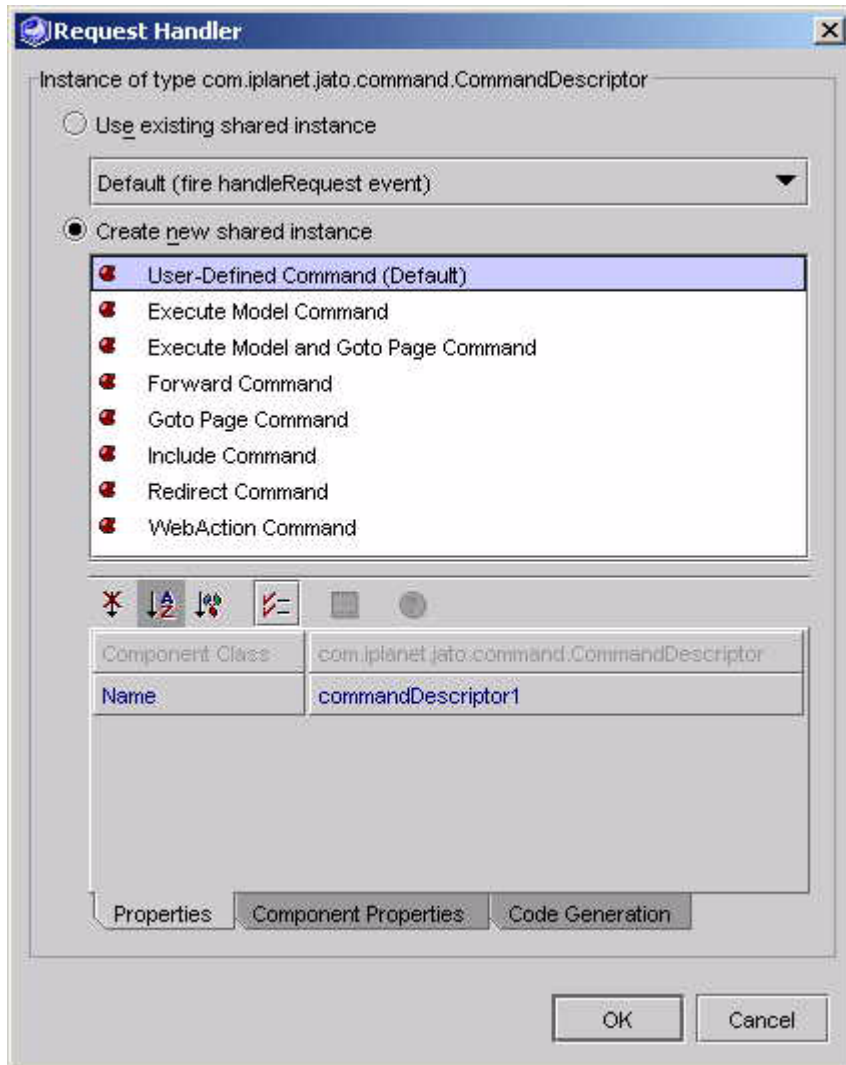 Request Handler
Instance of type com.iplanet.jato.command.CommandDescriptor
Use existing shared instance
Default (fire handleRequest event)
Create new shared instance
User-Defined Command (Default)
Execute Model Command
Execute Model and Goto Page Command
Forward Command
Goto Page Command
Include Command
Redirect Command
WebAction Command
Component Class com.iplanet.jato.command.CommandDescriptor
Name commandDescriptor1
Properties Component Properties Code Generation
OK Cancel